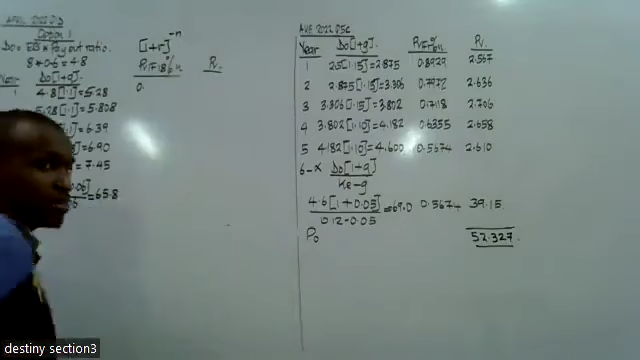 APRIL 2022 Q3
Option 1
Do= EPS * Pay out ratio.
8 * 0.6 = 4.8
Year Do[1+g]
1 4.8[1.1]=5.28
5.28[1.1]=5.808
=6.39
=6.90
= 7.45
=65.8
[1+r]⁻ⁿ
PVIF18%n PV.
0.
AUG 2022 Q5C
Year Do[1+g]. PVIF12%n PV.
1 2.5[1.15]=2.875 0.8929 2.567
2 2.875[1.15]=3.306 0.7972 2.636
3 3.306[1.15]=3.802 0.7118 2.706
4 3.802[1.10]=4.182 0.6355 2.658
5 4.182[1.10]=4.600 0.5674 2.610
6-∝ Do[1+g]
Ke-g
4.6[1+0.05] =69.0 0.5674 39.15
0.12-0.05
P₀ 52.327.
destiny section3